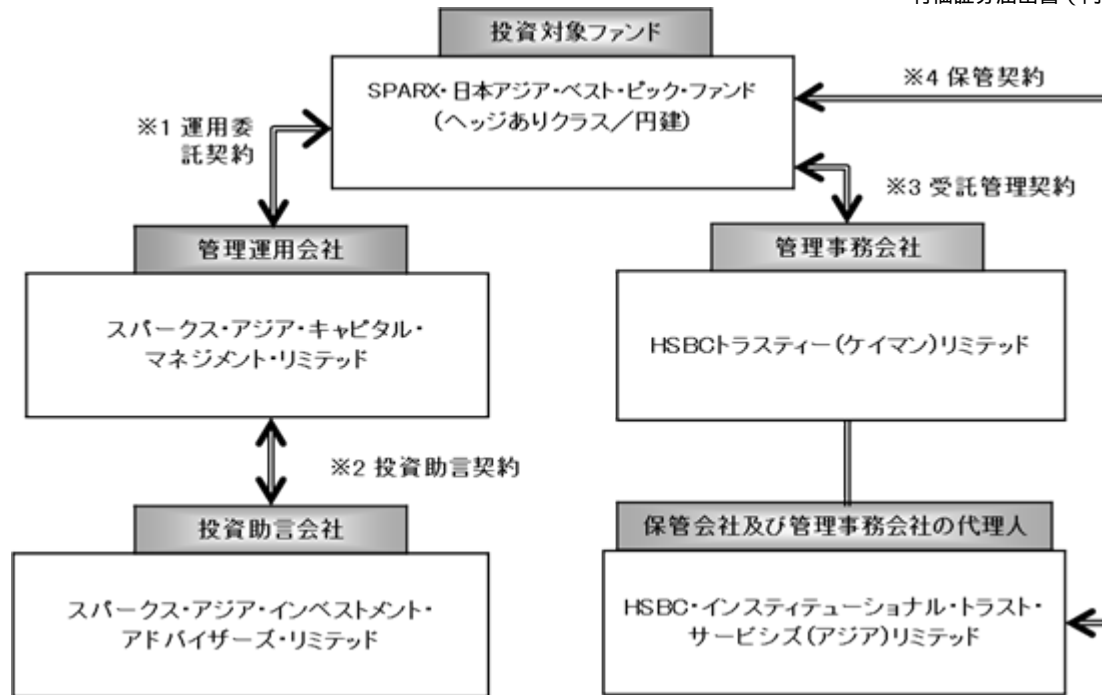 投資対象ファンド
SPARX・日本アジア・ベスト・ピック・ファンド
(ヘッジありクラス/円建)
※4 保管契約
※1 運用委
託契約
※3 受託管理契約
管理運用会社
スパークス・アジア・キャピタル・
マネジメント・リミテッド
管理事務会社
HSBCトラスティー(ケイマン)リミテッド
※2 投資助言契約
投資助言会社
スパークス・アジア・インベストメント・
アドバイザーズ・リミテッド
保管会社及び管理事務会社の代理人
HSBC・インスティテューショナル・トラスト・
サービシズ(アジア)リミテッド